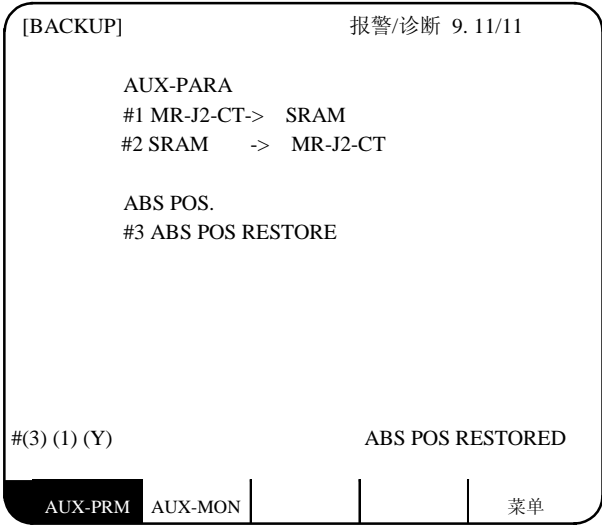 [BACKUP] 报警/诊断 9. 11/11
AUX-PARA
#1 MR-J2-CT-> SRAM
#2 SRAM -> MR-J2-CT
ABS POS.
#3 ABS POS RESTORE
#(3) (1) (Y) ABS POS RESTORED
AUX-PRM AUX-MON 菜单